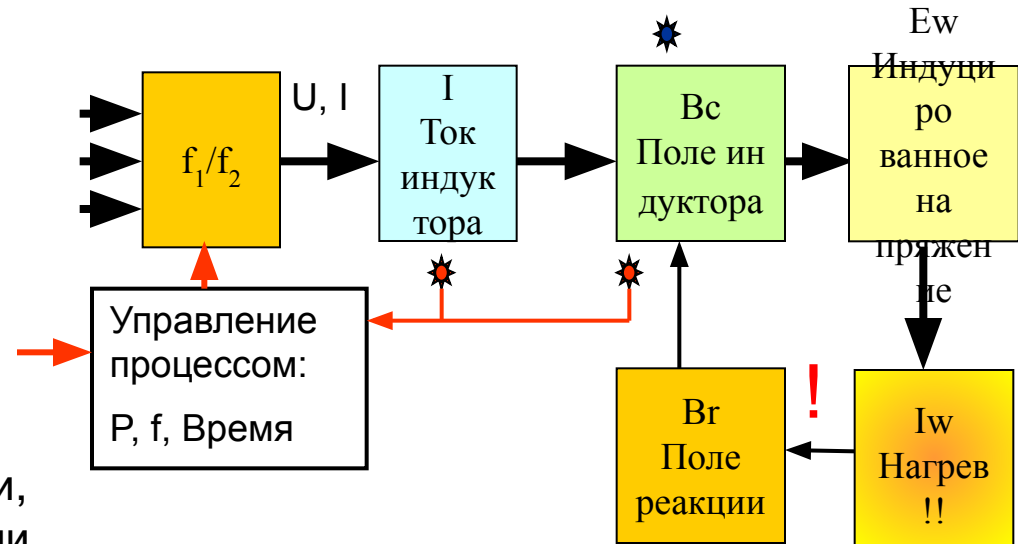 f₁/f₂
U, I
I
Ток
индук
тора
Bc
Поле ин
дуктора
Ew
Индуци
ро
ванное
на
пряжен
ие
Управление
процессом:
P, f, Время
Br
Поле
реакции
!
Iw
Нагрев
!!